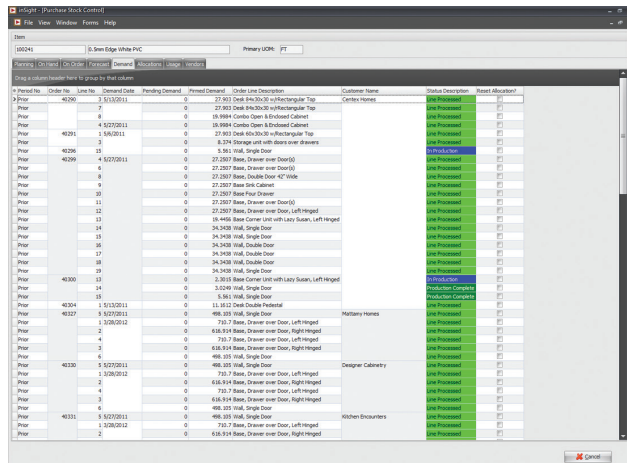 inSight - [Purchase Stock Control]
File View Window Forms Help
Item
100241 0.5mm Edge White PVC Primary UOM: FT
Planning On Hand On Order Forecast Demand Allocations Usage Vendors
Drag a column header here to group by that column
Period No Order No Line No Demand Date Pending Demand Firmed Demand Order Line Description Customer Name Status Description Reset Allocation?
Prior 40290 3 5/13/2011 0 27.903 Desk 84x30x30 w/rRectangular Top Centex Homes Line Processed
Prior 7 0 27.903 Desk 84x30x30 w/rRectangular Top Line Processed
Prior 8 0 19.9984 Combo Open & Enclosed Cabinet Line Processed
Prior 4 5/27/2011 0 19.9984 Combo Open & Enclosed Cabinet Line Processed
Prior 40291 1 5/6/2011 0 27.903 Desk 60x30x30 w/rRectangular Top Line Processed
Prior 3 0 8.374 Storage unit with doors over drawers Line Processed
Prior 40296 15 0 5.561 Wall, Single Door In Production
Prior 40299 4 5/27/2011 0 27.2507 Base, Drawer over Door(s) Line Processed
Prior 6 0 27.2507 Base, Drawer over Door(s) Line Processed
Prior 8 0 27.2507 Base, Double Door 42" Wide Line Processed
Prior 9 0 27.2507 Base Sink Cabinet Line Processed
Prior 10 0 27.2507 Base Four Drawer Line Processed
Prior 11 0 27.2507 Base, Drawer over Door(s) Line Processed
Prior 12 0 27.2507 Base, Drawer over Door, Left Hinged Line Processed
Prior 13 0 19.4456 Base Corner Unit with Lazy Susan, Left Hinged Line Processed
Prior 14 0 34.3438 Wall, Single Door Line Processed
Prior 15 0 34.3438 Wall, Single Door Line Processed
Prior 16 0 34.3438 Wall, Double Door Line Processed
Prior 17 0 34.3438 Wall, Double Door Line Processed
Prior 18 0 34.3438 Wall, Double Door Line Processed
Prior 19 0 34.3438 Wall, Single Door Line Processed
Prior 40300 13 0 2.3015 Base Corner Unit with Lazy Susan, Left Hinged In Production
Prior 14 0 3.0249 Wall, Single Door Production Complete
Prior 15 0 5.561 Wall, Single Door Production Complete
Prior 40304 1 5/13/2011 0 11.1612 Desk Double Pedestal Line Processed
Prior 40327 5 5/27/2011 0 498.105 Wall, Single Door Mattamy Homes Line Processed
Prior 1 3/28/2012 0 710.7 Base, Drawer over Door, Left Hinged Line Processed
Prior 2 0 616.914 Base, Drawer over Door, Right Hinged Line Processed
Prior 4 0 710.7 Base, Drawer over Door, Left Hinged Line Processed
Prior 3 0 616.914 Base, Drawer over Door, Right Hinged Line Processed
Prior 6 0 498.105 Wall, Single Door Line Processed
Prior 40330 5 5/27/2011 0 498.105 Wall, Single Door Designer Cabinetry Line Processed
Prior 1 3/28/2012 0 710.7 Base, Drawer over Door, Left Hinged Line Processed
Prior 2 0 616.914 Base, Drawer over Door, Right Hinged Line Processed
Prior 4 0 710.7 Base, Drawer over Door, Left Hinged Line Processed
Prior 3 0 616.914 Base, Drawer over Door, Right Hinged Line Processed
Prior 6 0 498.105 Wall, Single Door Line Processed
Prior 40331 5 5/27/2011 0 498.105 Wall, Single Door Kitchen Encounters Line Processed
Prior 1 3/28/2012 0 710.7 Base, Drawer over Door, Left Hinged Line Processed
Prior 2 0 616.914 Base, Drawer over Door, Right Hinged Line Processed
Cancel